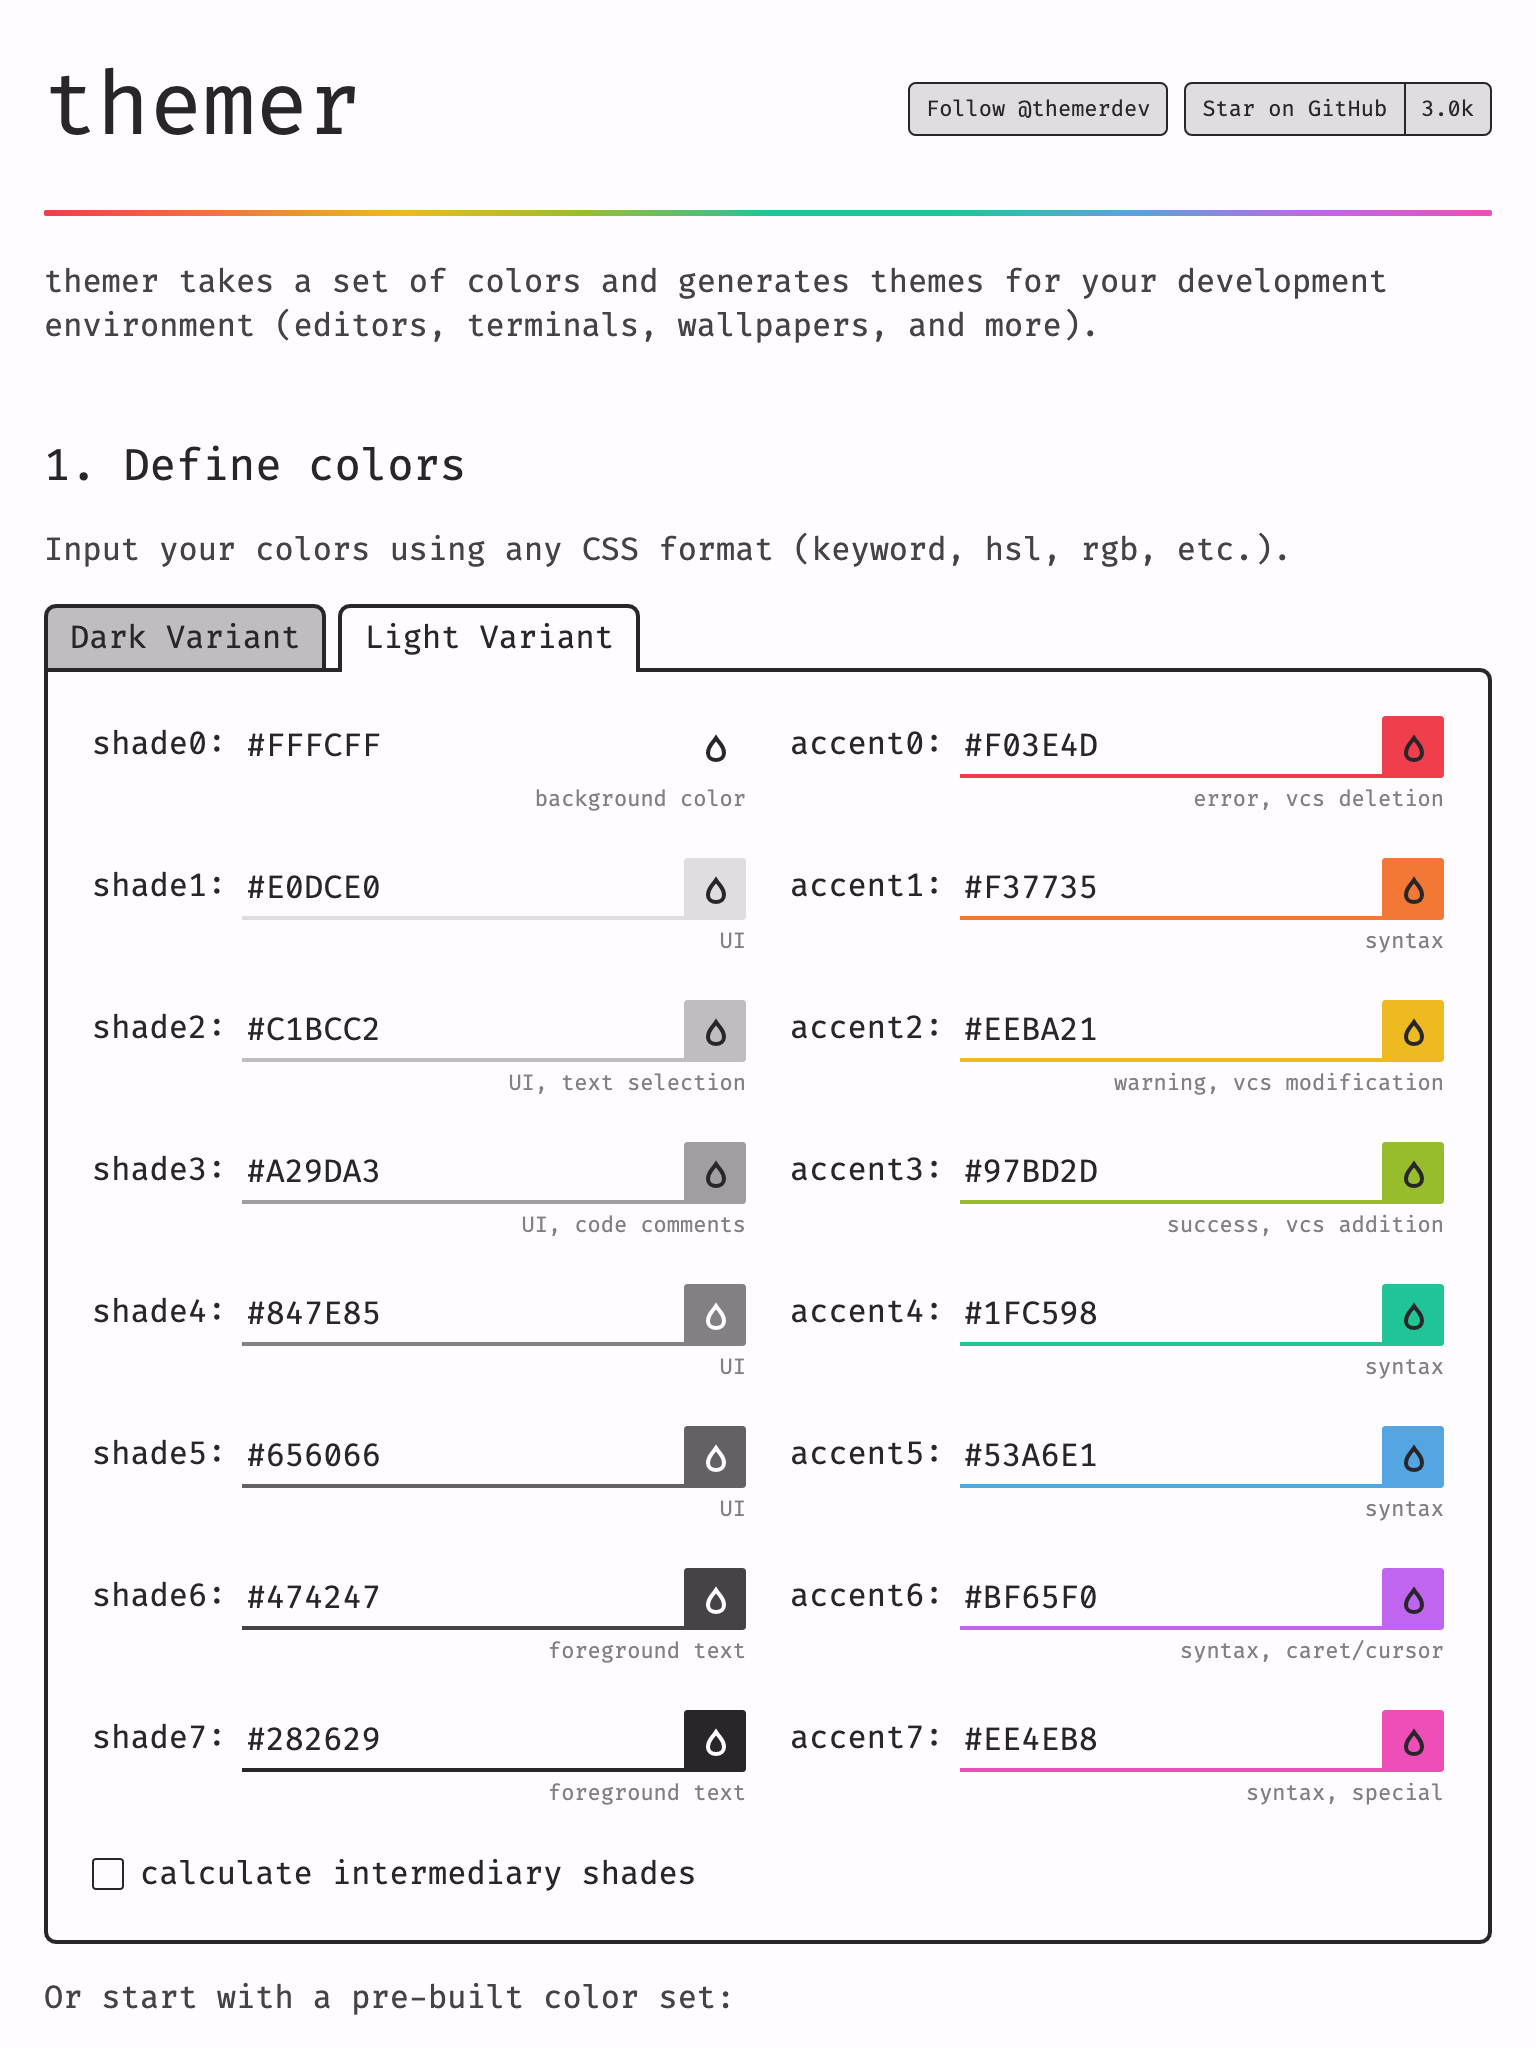 themer
Follow @themerdev
Star on GitHub
3.0k
themer takes a set of colors and generates themes for your development
environment (editors, terminals, wallpapers, and more).
1. Define colors
Input your colors using any CSS format (keyword, hsl, rgb, etc.).
Dark Variant
Light Variant
shade0: #FFFCFF
background color
accent0: #F03E4D
error, vcs deletion
shade1: #E0DCE0
UI
accent1: #F37735
syntax
shade2: #C1BCC2
UI, text selection
accent2: #EEBA21
warning, vcs modification
shade3: #A29DA3
UI, code comments
accent3: #97BD2D
success, vcs addition
shade4: #847E85
UI
accent4: #1FC598
syntax
shade5: #656066
UI
accent5: #53A6E1
syntax
shade6: #474247
foreground text
accent6: #BF65F0
syntax, caret/cursor
shade7: #282629
foreground text
accent7: #EE4EB8
syntax, special
calculate intermediary shades
Or start with a pre-built color set: